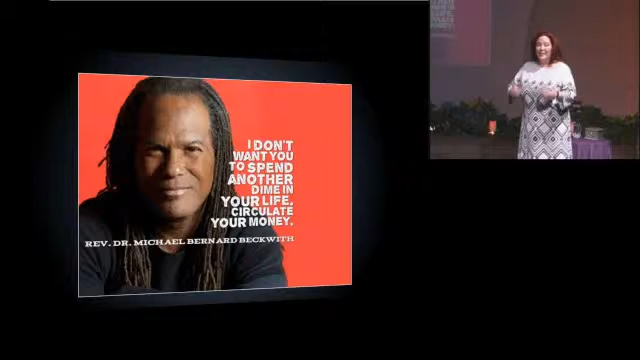 I DON'T
WANT YOU
TO SPEND
ANOTHER
DIME IN
YOUR LIFE.
CIRCULATE
YOUR MONEY.
REV. DR. MICHAEL BERNARD BECKWITH